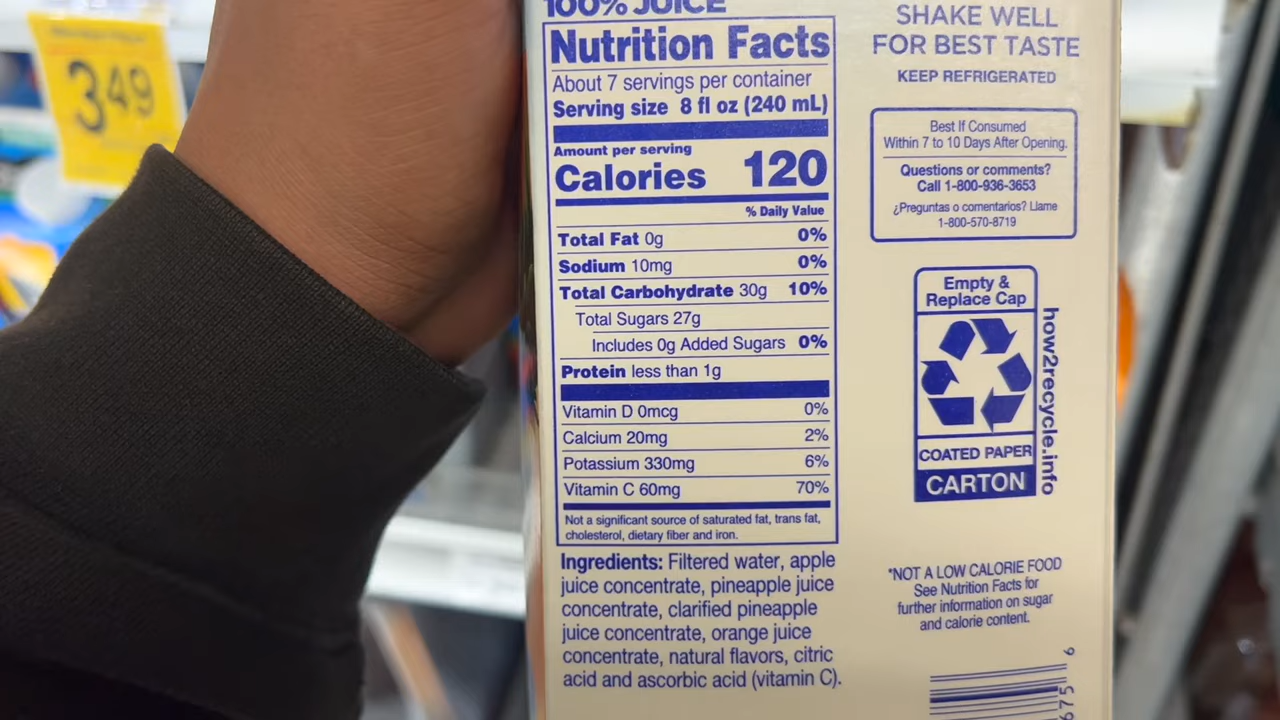 3 49
100% JUICE
Nutrition Facts
About 7 servings per container
Serving size 8 fl oz (240 mL)
Amount per serving
Calories 120
% Daily Value
Total Fat 0g 0%
Sodium 10mg 0%
Total Carbohydrate 30g 10%
Total Sugars 27g
Includes 0g Added Sugars 0%
Protein less than 1g
Vitamin D 0mcg 0%
Calcium 20mg 2%
Potassium 330mg 6%
Vitamin C 60mg 70%
Not a significant source of saturated fat, trans fat,
cholesterol, dietary fiber and iron.
Ingredients: Filtered water, apple
juice concentrate, pineapple juice
concentrate, clarified pineapple
juice concentrate, orange juice
concentrate, natural flavors, citric
acid and ascorbic acid (vitamin C).
SHAKE WELL
FOR BEST TASTE
KEEP REFRIGERATED
Best If Consumed
Within 7 to 10 Days After Opening.
Questions or comments?
Call 1-800-936-3653
¿Preguntas o comentarios? Llame
1-800-570-8719
Empty &
Replace Cap
COATED PAPER
CARTON
how2recycle.info
*NOT A LOW CALORIE FOOD
See Nutrition Facts for
further information on sugar
and calorie content.
675
6